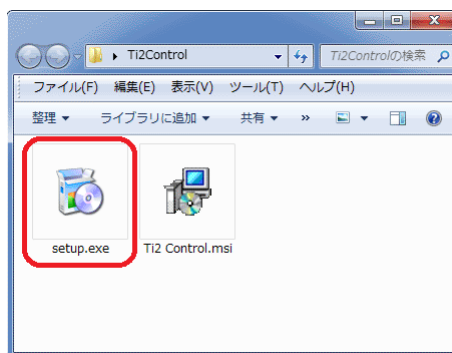 Ti2Control
Ti2Controlの検索
ファイル(F) 編集(E) 表示(V) ツール(T) ヘルプ(H)
整理 ライブラリに追加 共有 »
setup.exe Ti2 Control.msi